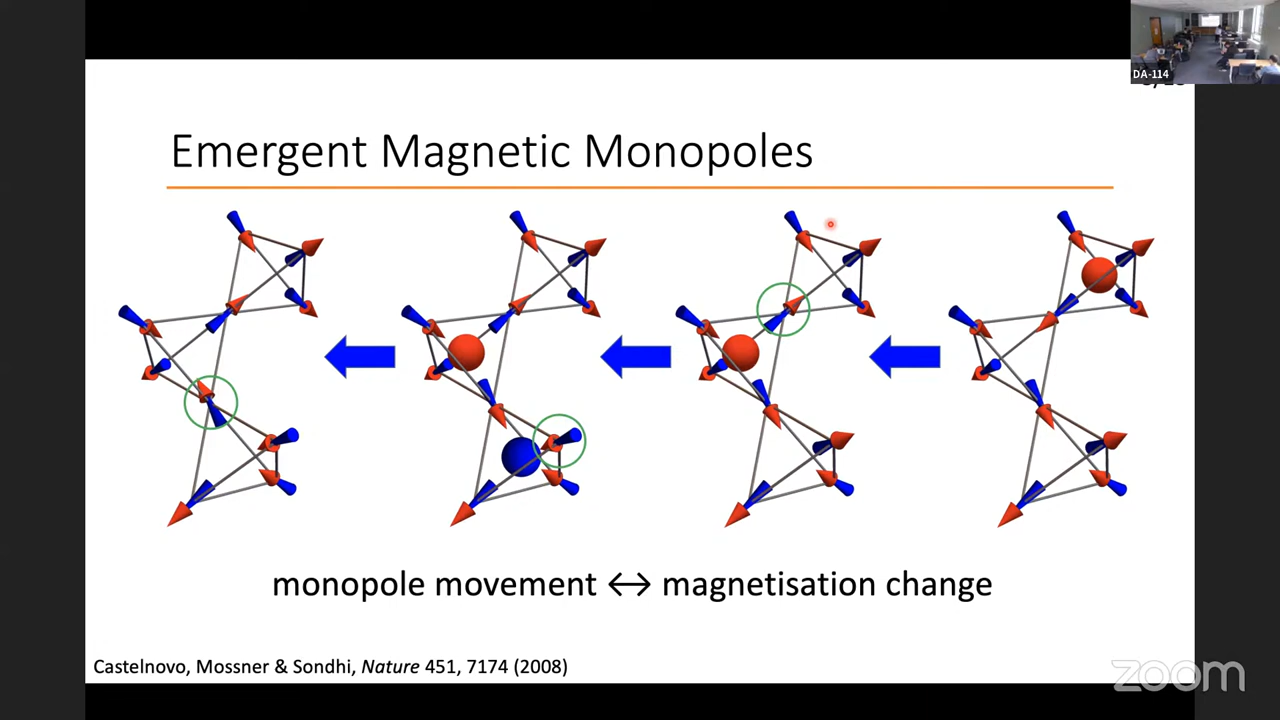 DA-114
Emergent Magnetic Monopoles
monopole movement ↔ magnetisation change
Castelnovo, Mossner & Sondhi, Nature 451, 7174 (2008)
zoom